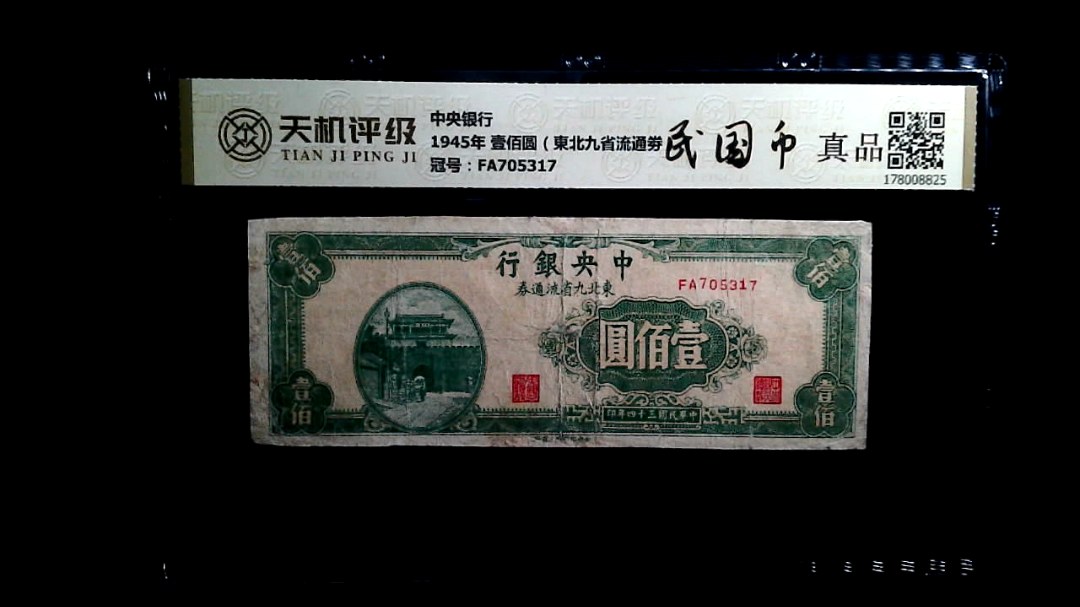 天机评级
TIAN JI PING JI
中央银行
1945年 壹佰圆 ( 東北九省流通券
冠号：FA705317
民国币
真品
178008825
行銀央中
券通流省九北東
FA705317
圓佰壹
印年四十三國民華中
壹佰
壹佰
壹佰
壹佰